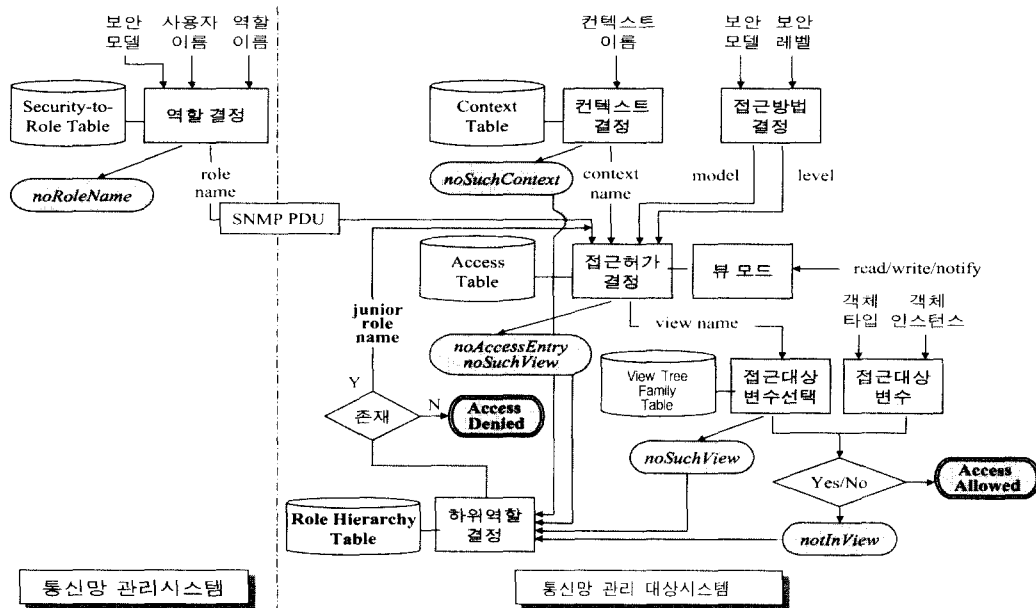 보안
모델
사용자
이름
역할
이름
컨텍스트
이름
보안
모델
보안
레벨
Security-to-
Role Table
역할 결정
Context
Table
컨텍스트
결정
접근방법
결정
noRoleName
role
name
noSuchContext
context
name
model
level
SNMP PDU
Access
Table
접근허가
결정
뷰 모드
read/write/notify
junior
role
name
noAccessEntry
noSuchView
view name
객체
타입
객체
인스턴스
View Tree
Family
Table
접근대상
변수선택
접근대상
변수
Y
존재
N
Access
Denied
noSuchView
Yes/No
Access
Allowed
Role Hierarchy
Table
하위역할
결정
notInView
통신망 관리시스템
통신망 관리 대상시스템